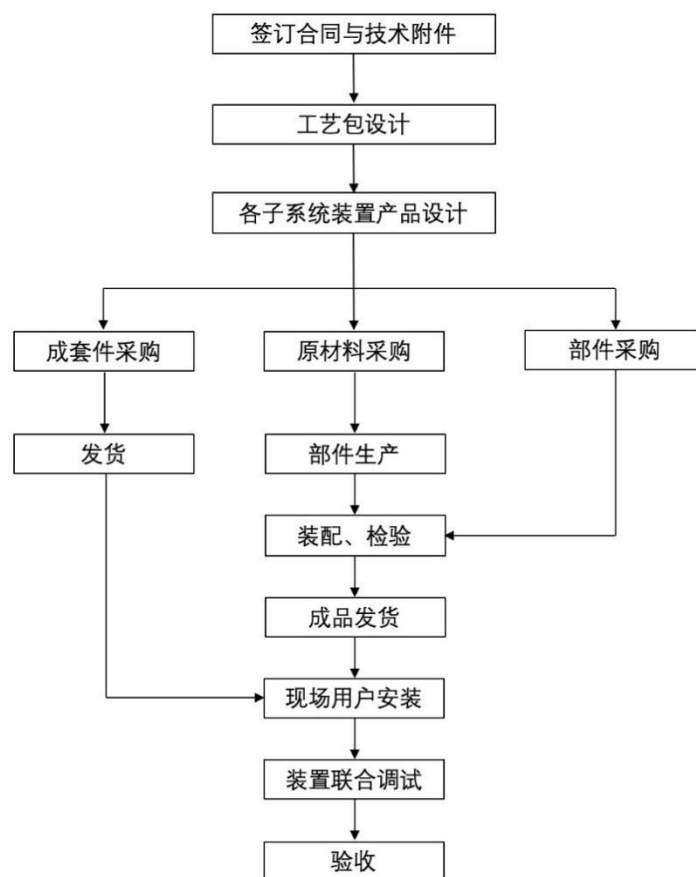 签订合同与技术附件
工艺包设计
各子系统装置产品设计
成套件采购
原材料采购
部件采购
发货
部件生产
装配、检验
成品发货
现场用户安装
装置联合调试
验收